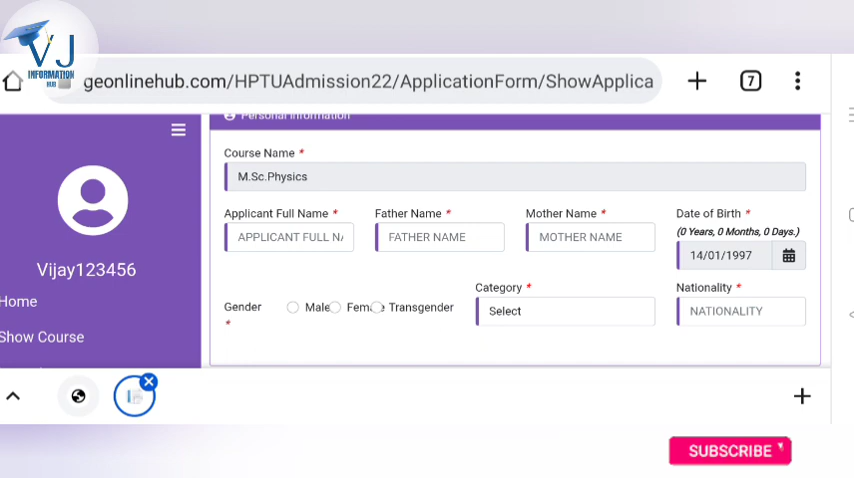 VJ
INFORMATION
HUB
geonlinehub.com/HPTUAdmission22/ApplicationForm/ShowApplica
7
Personal Information
Course Name *
M.Sc.Physics
Applicant Full Name * Father Name * Mother Name * Date of Birth *
(0 Years, 0 Months, 0 Days.)
APPLICANT FULL NA FATHER NAME MOTHER NAME 14/01/1997
Vijay123456
Category * Nationality *
Home
Gender * Male Female Transgender Select NATIONALITY
Show Course
SUBSCRIBE